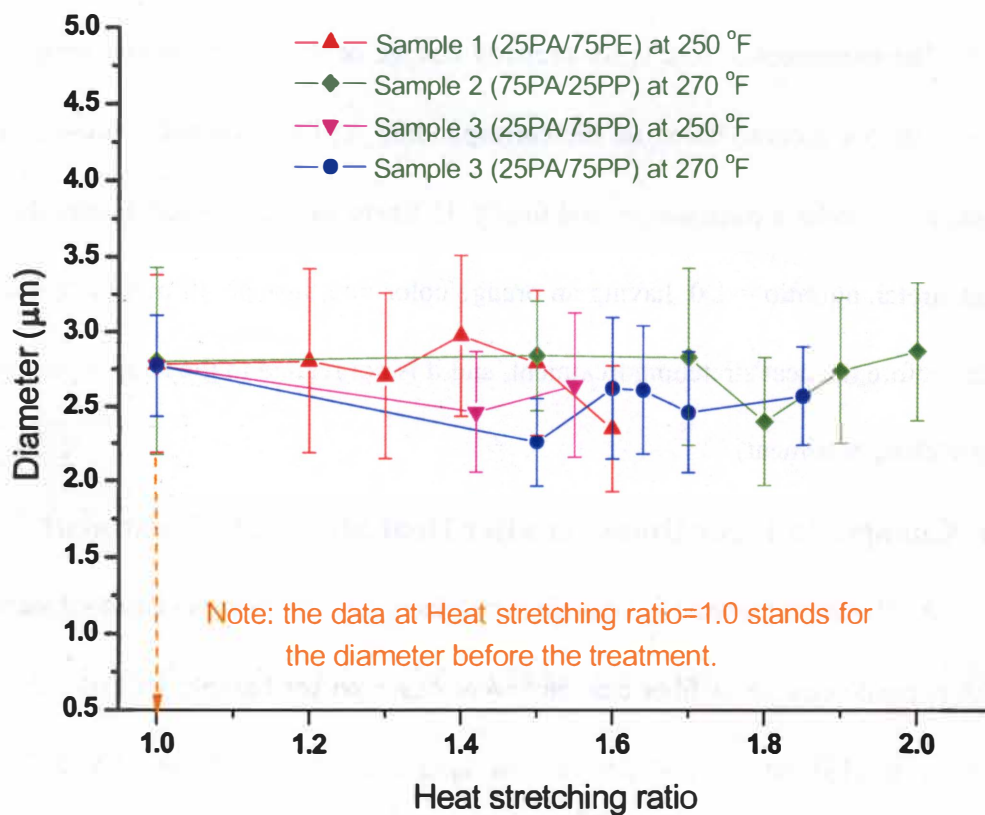 Sample 1 (25PA/75PE) at 250 °F
Sample 2 (75PA/25PP) at 270 °F
Sample 3 (25PA/75PP) at 250 °F
Sample 3 (25PA/75PP) at 270 °F
5.0
4.5
4.0
3.5
3.0
2.5
2.0
1.5
1.0
0.5
Diameter (μm)
Note: the data at Heat stretching ratio=1.0 stands for
the diameter before the treatment.
1.0
1.2
1.4
1.6
1.8
2.0
Heat stretching ratio